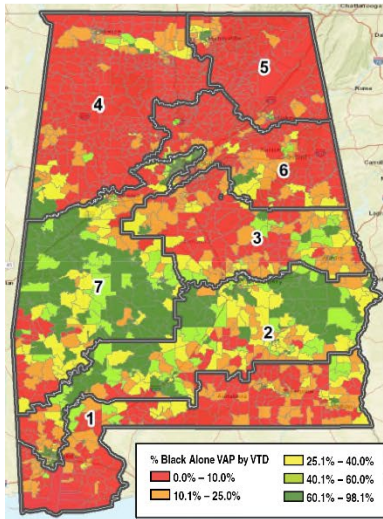 Chattanooga
5
4
6
3
7
2
1
% Black Alone VAP by VTD
0.0% – 10.0%
10.1% – 25.0%
25.1% – 40.0%
40.1% – 60.0%
60.1% – 98.1%